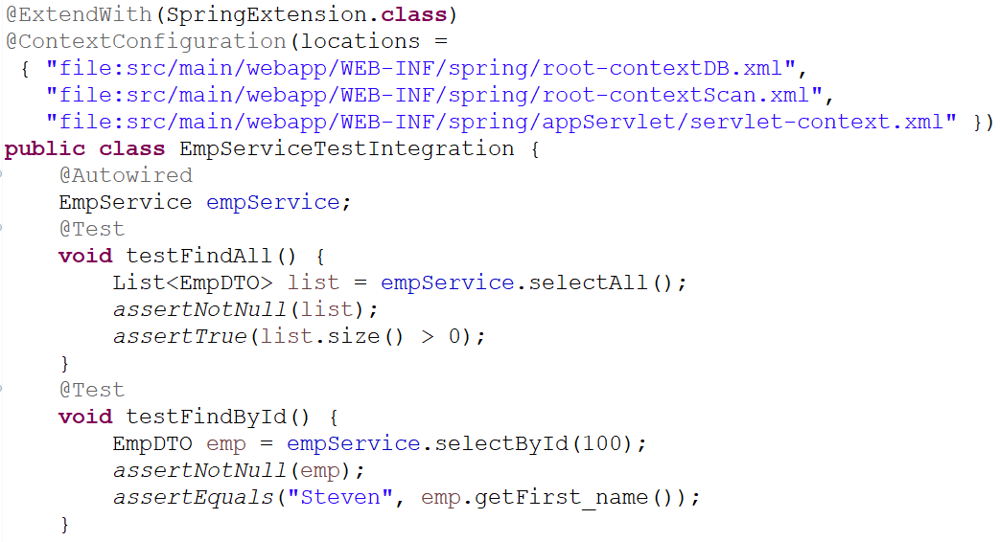 @ExtendWith(SpringExtension.class)
@ContextConfiguration(locations =
 { "file:src/main/webapp/WEB-INF/spring/root-contextDB.xml",
   "file:src/main/webapp/WEB-INF/spring/root-contextScan.xml",
   "file:src/main/webapp/WEB-INF/spring/appServlet/servlet-context.xml" })
public class EmpServiceTestIntegration {
    @Autowired
    EmpService empService;
    @Test
    void testFindAll() {
        List<EmpDTO> list = empService.selectAll();
        assertNotNull(list);
        assertTrue(list.size() > 0);
    }
    @Test
    void testFindById() {
        EmpDTO emp = empService.selectById(100);
        assertNotNull(emp);
        assertEquals("Steven", emp.getFirst_name());
    }